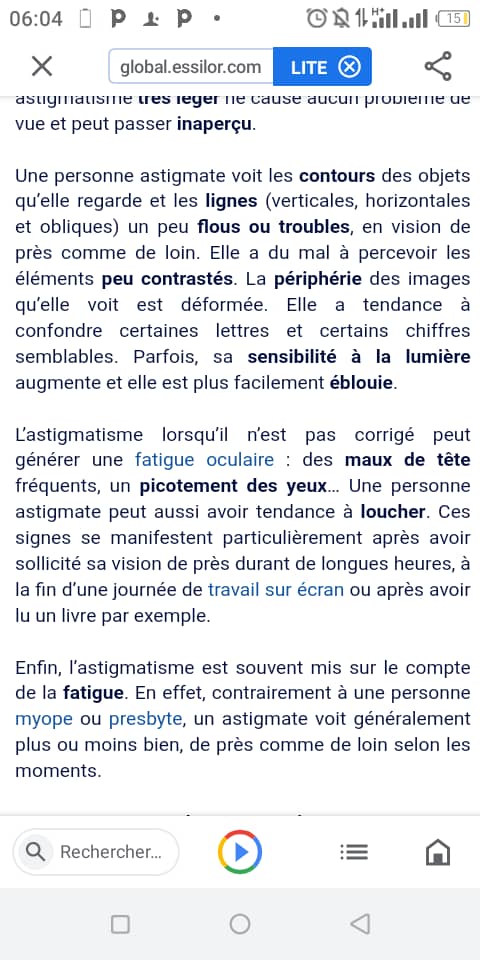 06:04
H+
15
global.essilor.com
LITE
astigmatisme très léger ne cause aucun problème de
vue et peut passer inaperçu.
Une personne astigmate voit les contours des objets
qu'elle regarde et les lignes (verticales, horizontales
et obliques) un peu flous ou troubles, en vision de
près comme de loin. Elle a du mal à percevoir les
éléments peu contrastés. La périphérie des images
qu'elle voit est déformée. Elle a tendance à
confondre certaines lettres et certains chiffres
semblables. Parfois, sa sensibilité à la lumière
augmente et elle est plus facilement éblouie.
L'astigmatisme lorsqu'il n'est pas corrigé peut
générer une fatigue oculaire : des maux de tête
fréquents, un picotement des yeux... Une personne
astigmate peut aussi avoir tendance à loucher. Ces
signes se manifestent particulièrement après avoir
sollicité sa vision de près durant de longues heures, à
la fin d'une journée de travail sur écran ou après avoir
lu un livre par exemple.
Enfin, l'astigmatisme est souvent mis sur le compte
de la fatigue. En effet, contrairement à une personne
myope ou presbyte, un astigmate voit généralement
plus ou moins bien, de près comme de loin selon les
moments.
Rechercher...